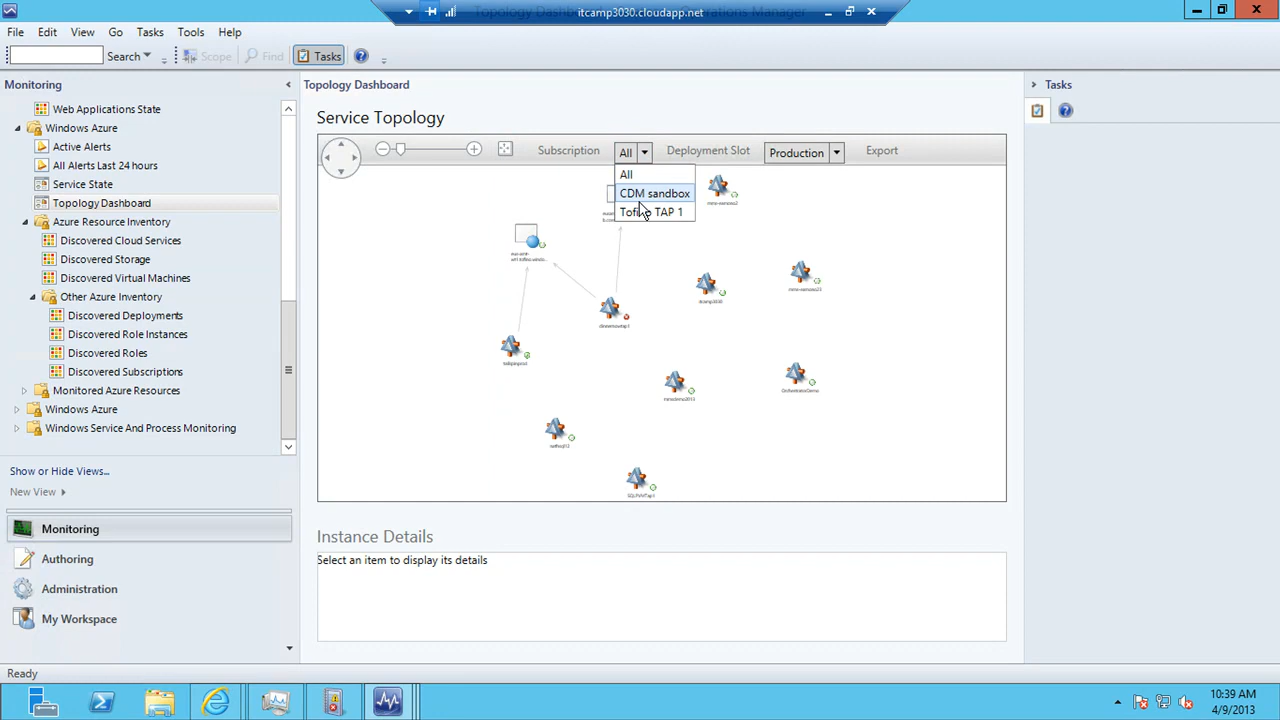 Topology Dashboard
itcamp3030.cloudapp.net
Operations Manager
File Edit View Go Tasks Tools Help
Search Scope Find Tasks
Monitoring
Web Applications State
Windows Azure
Active Alerts
All Alerts Last 24 hours
Service State
Topology Dashboard
Azure Resource Inventory
Discovered Cloud Services
Discovered Storage
Discovered Virtual Machines
Other Azure Inventory
Discovered Deployments
Discovered Role Instances
Discovered Roles
Discovered Subscriptions
Monitored Azure Resources
Windows Azure
Windows Service And Process Monitoring
Show or Hide Views...
New View
Monitoring
Authoring
Administration
My Workspace
Topology Dashboard
Service Topology
Subscription All Deployment Slot Production Export
All
CDM sandbox
TAP 1
itcamp3030
Instance Details
Select an item to display its details
Tasks
Ready
10:39 AM
4/9/2013